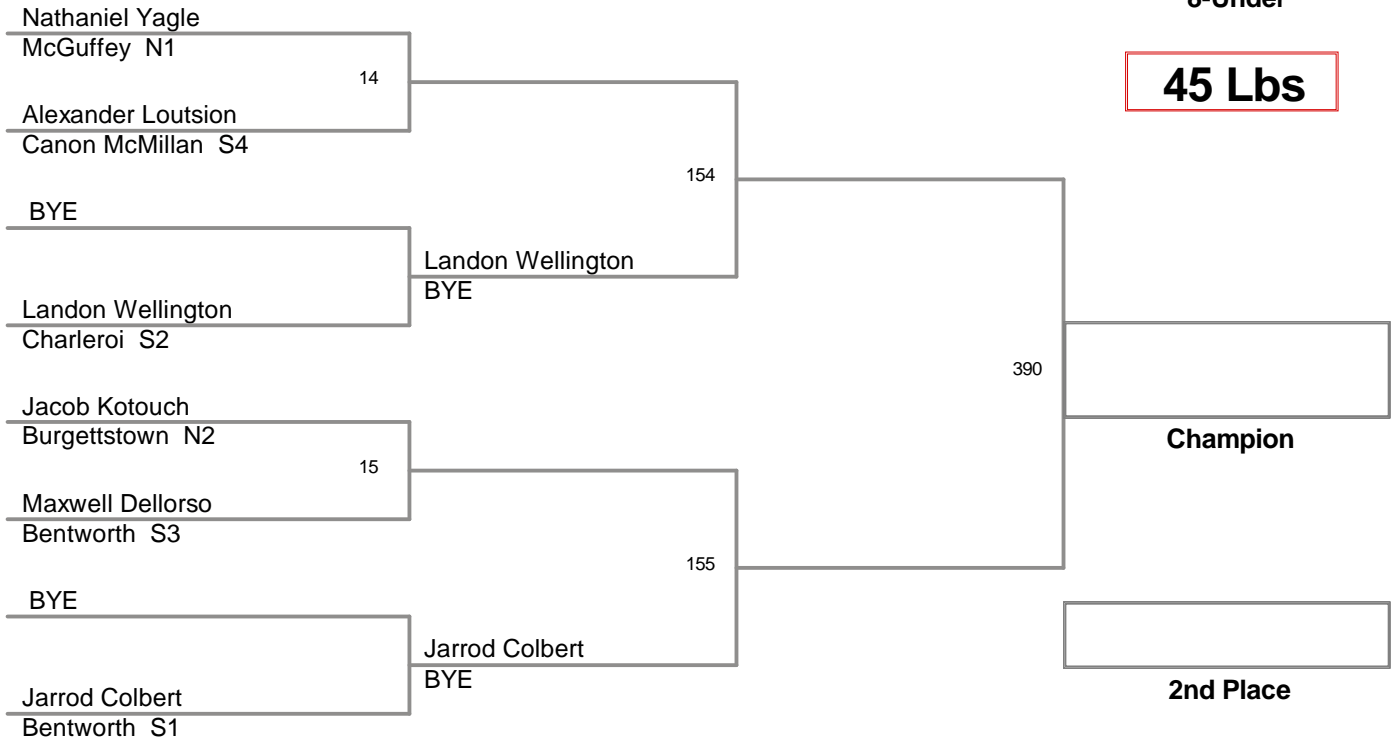 8-Under
45 Lbs
Nathaniel Yagle
McGuffey N1
14
Alexander Loutsion
Canon McMillan S4
154
BYE
Landon Wellington
BYE
Landon Wellington
Charleroi S2
390
Champion
Jacob Kotouch
Burgettstown N2
15
Maxwell Dellorso
Bentworth S3
155
BYE
Jarrod Colbert
BYE
Jarrod Colbert
Bentworth S1
2nd Place